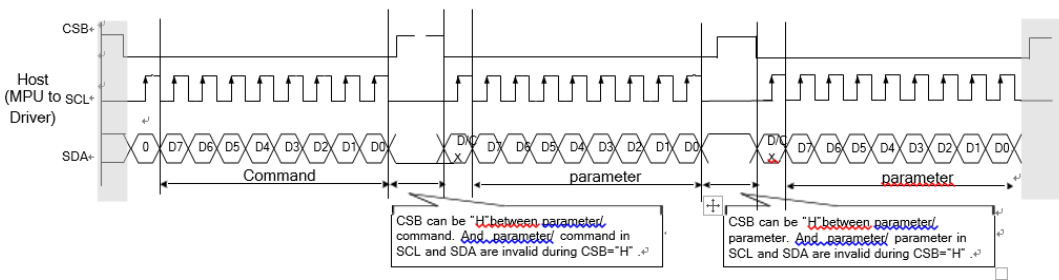 CSB
Host
(MPU to
Driver)
SCL
SDA
0 D7 D6 D5 D4 D3 D2 D1 D0 D/C X D7 D6 D5 D4 D3 D2 D1 D0 D/C X D7 D6 D5 D4 D3 D2 D1 D0
Command parameter parameter
CSB can be "H"between parameter/
command. And parameter/ command in
SCL and SDA are invalid during CSB="H" .
CSB can be "H"between parameter/
parameter. And parameter/ parameter in
SCL and SDA are invalid during CSB="H" .